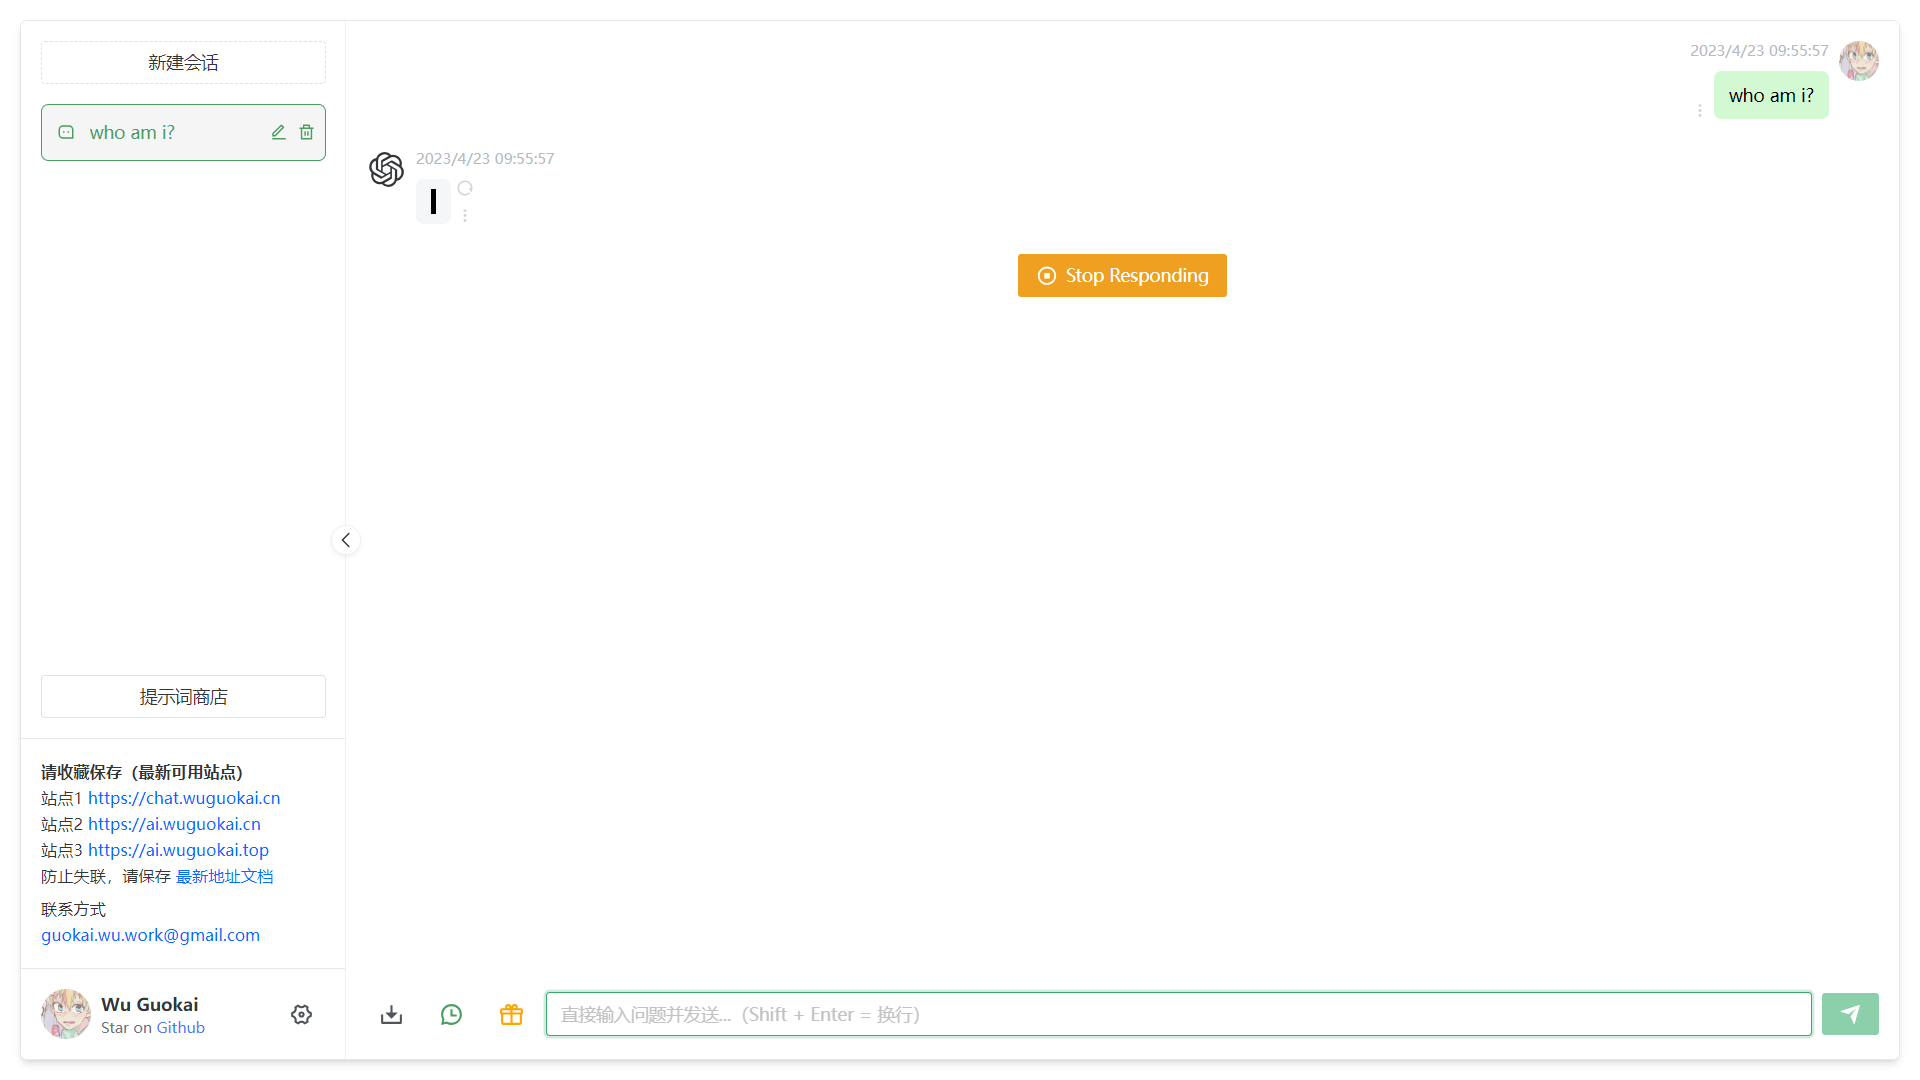 新建会话
who am i?
提示词商店
请收藏保存（最新可用站点）
站点1 https://chat.wuguokai.cn
站点2 https://ai.wuguokai.cn
站点3 https://ai.wuguokai.top
防止失联，请保存 最新地址文档
联系方式
guokai.wu.work@gmail.com
Wu Guokai
Star on Github
2023/4/23 09:55:57
who am i?
2023/4/23 09:55:57
Stop Responding
直接输入问题并发送...（Shift + Enter = 换行）